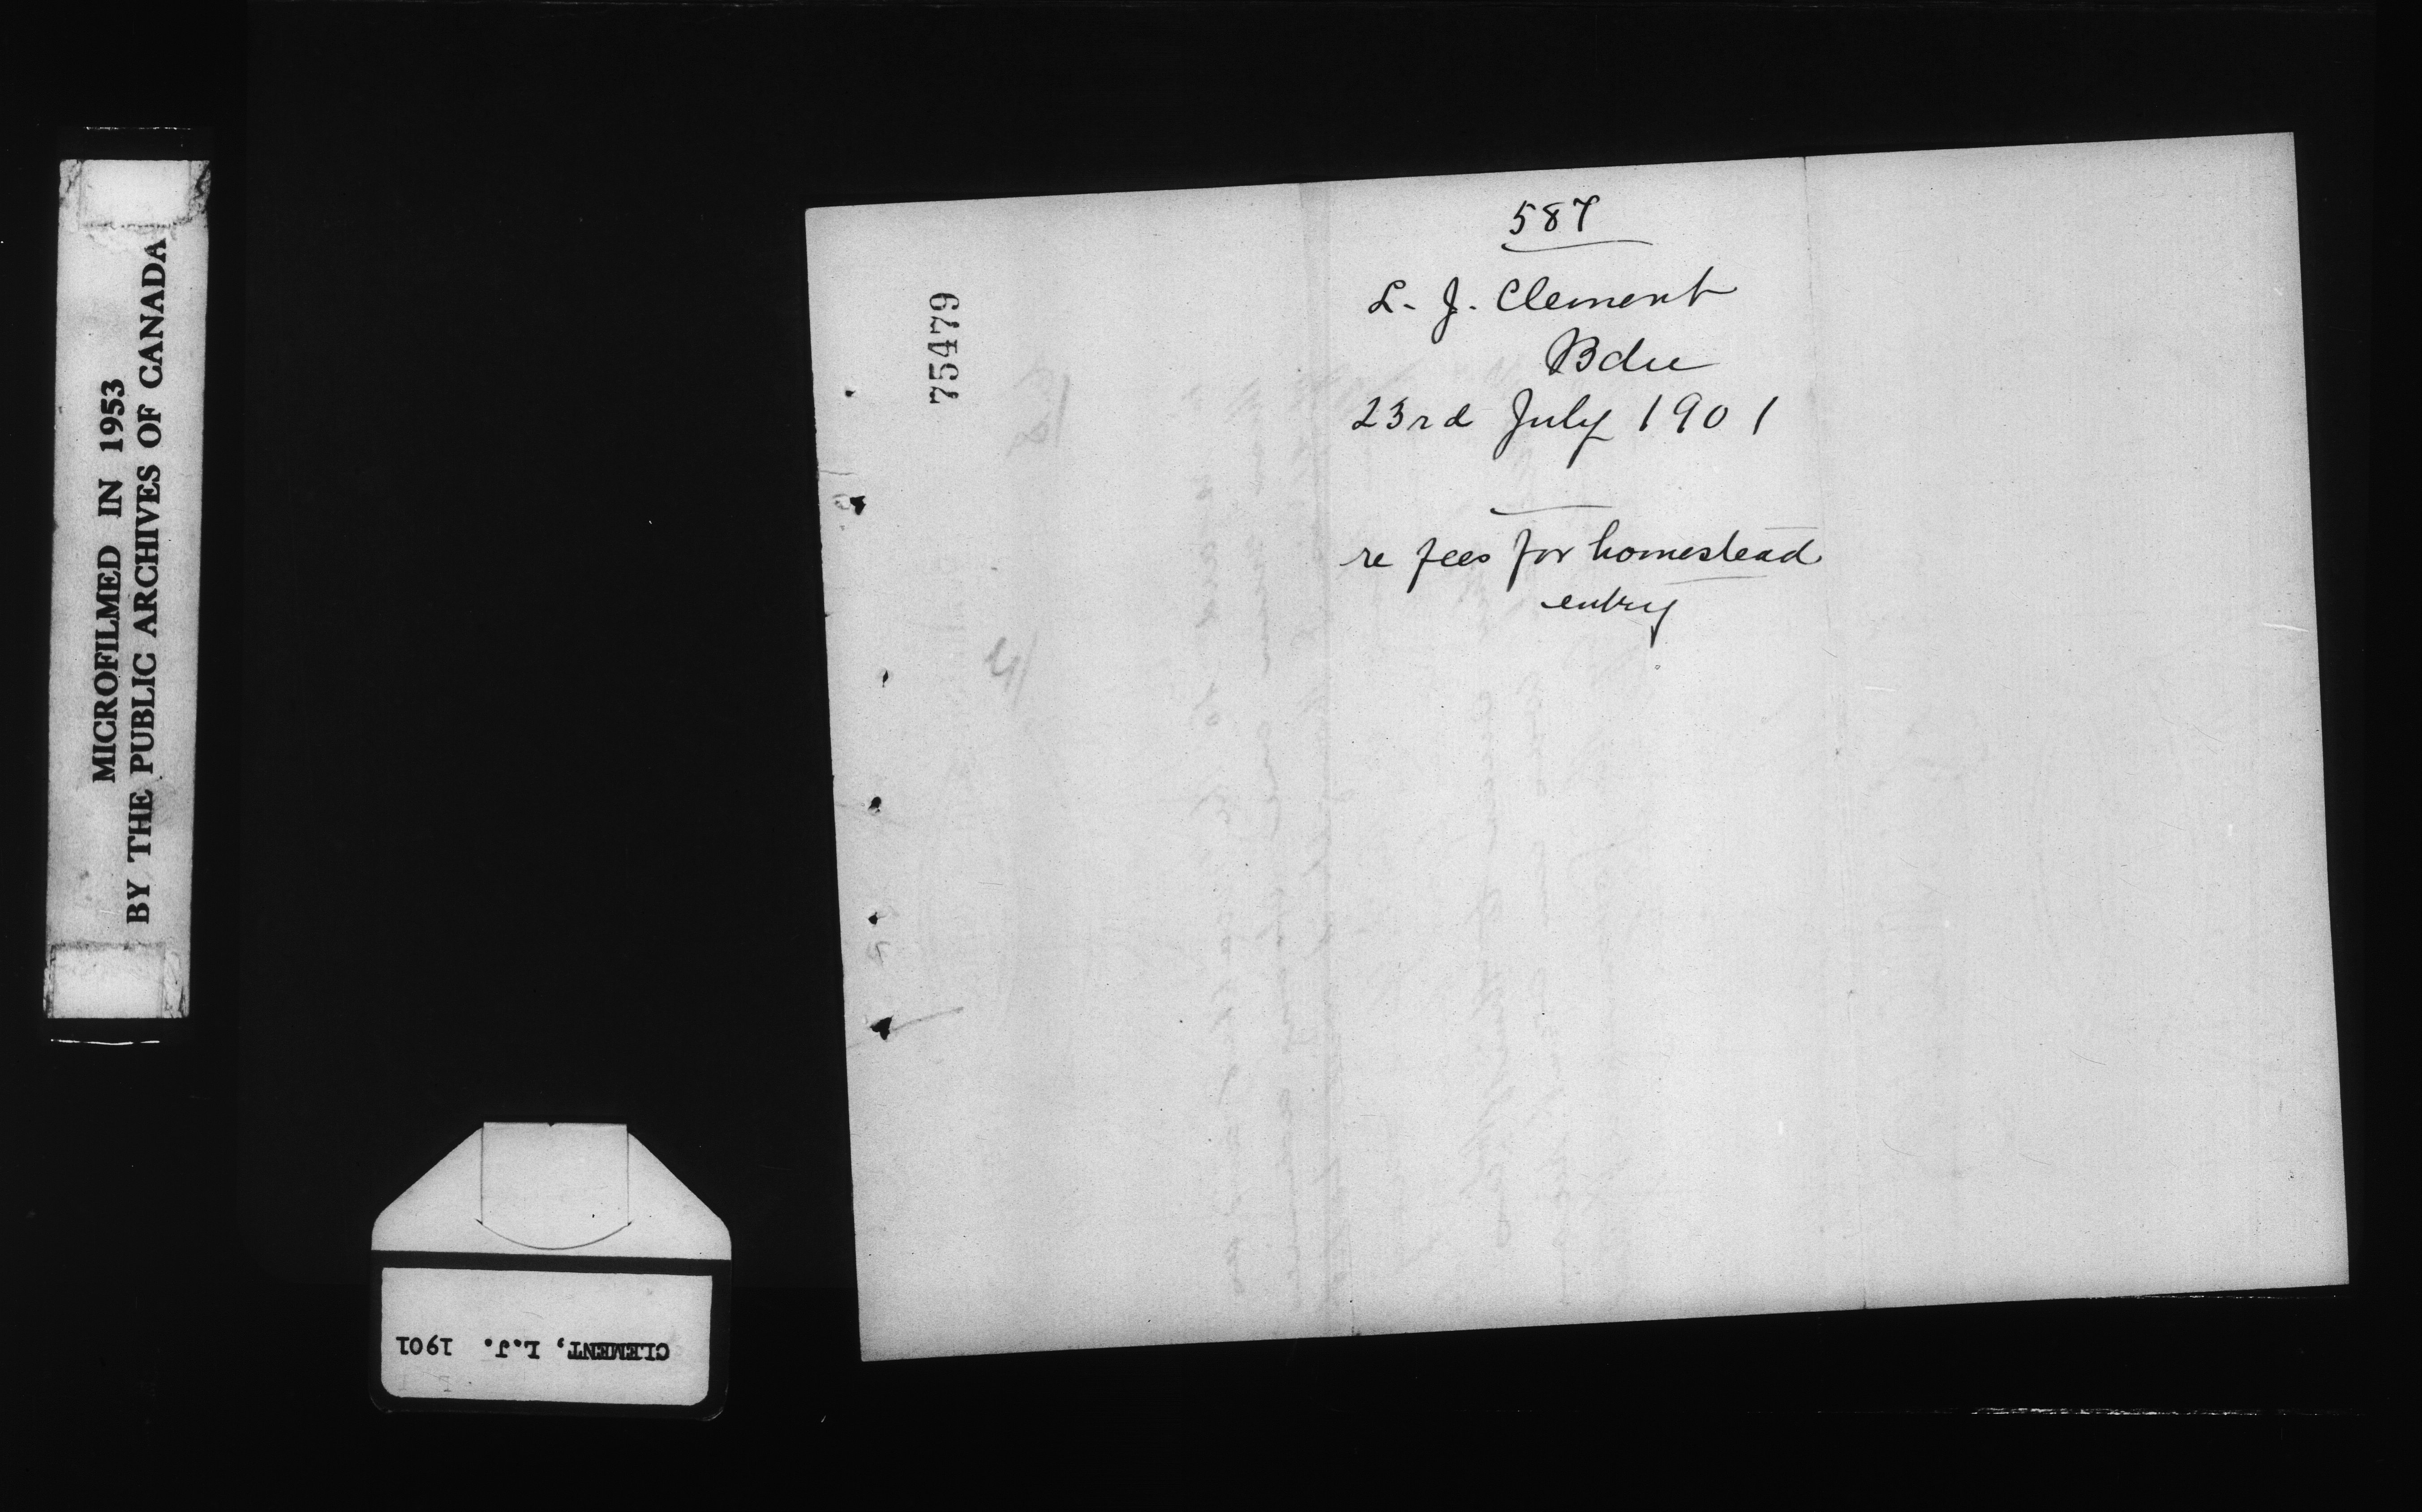 MICROFILMED IN 1953
BY THE PUBLIC ARCHIVES OF CANADA
75479
587
L. J. Clement
Bdn
23rd July 1901
re fees for homestead
entry
CLEMENT, L.J. 1901